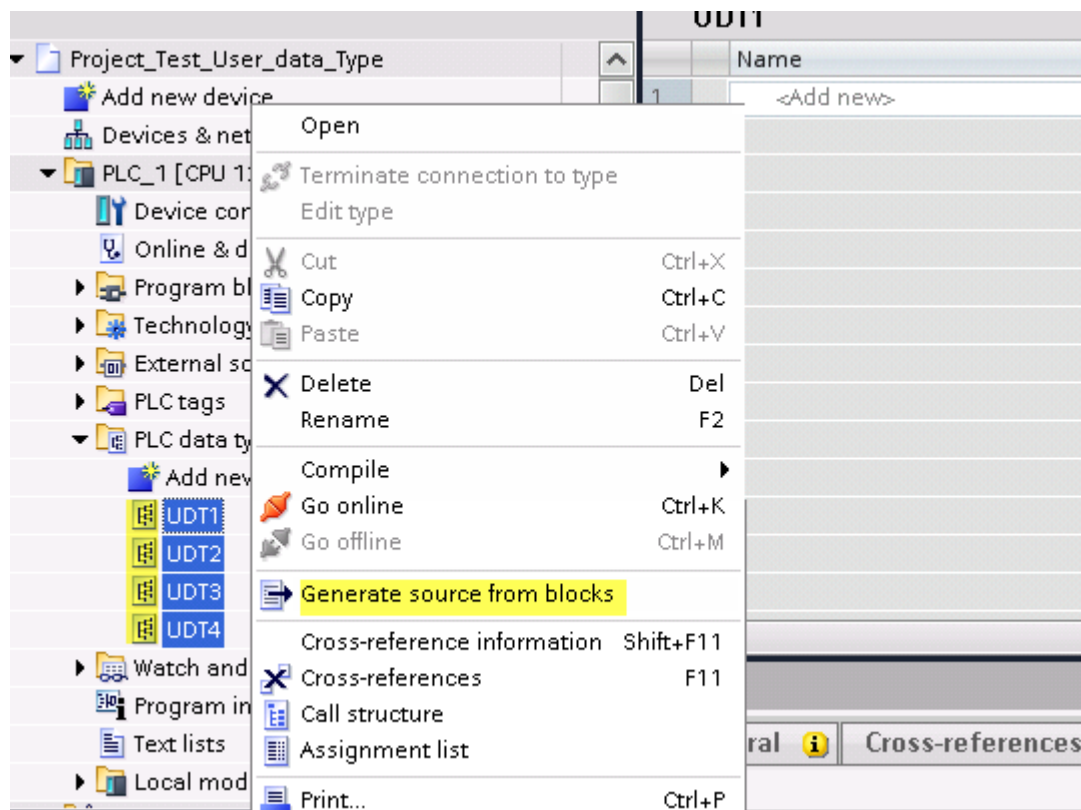 UDT1
Project_Test_User_data_Type
Name
Add new device
1
<Add new>
Open
Devices & net
Terminate connection to type
PLC_1 [CPU 1
Edit type
Device con
Online & d
Cut Ctrl+X
Program bl
Copy Ctrl+C
Technology
Paste Ctrl+V
External so
Delete Del
PLC tags
Rename F2
PLC data ty
Compile
Add new
Go online Ctrl+K
UDT1
Go offline Ctrl+M
UDT2
UDT3
Generate source from blocks
UDT4
Cross-reference information Shift+F11
Watch and
Cross-references F11
Program in
Call structure
Text lists
Assignment list
ral
Cross-references
Local mod
Print... Ctrl+P